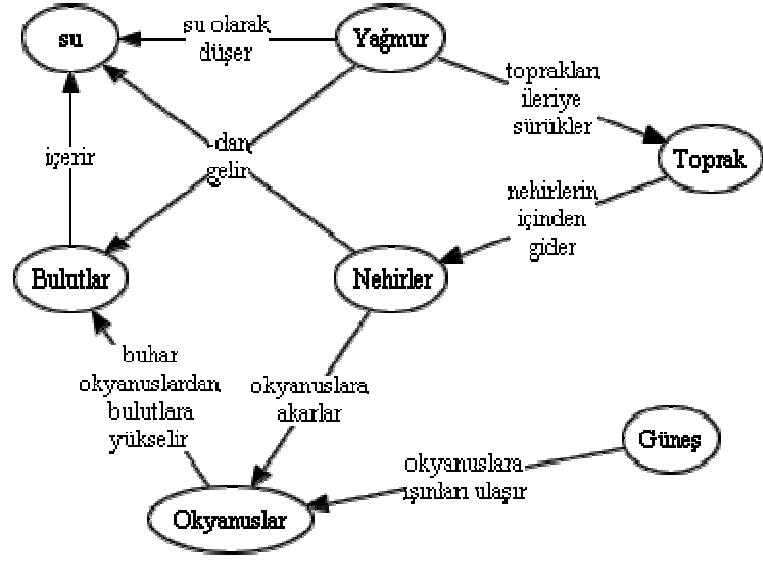 su
su olarak
düşer
Yağmur
toprakları
ileriye
sürükler
Toprak
içerir
-dan
gelir
nehirlerin
içinden
gider
Bulutlar
Nehirler
buhar
okyanuslardan
bulutlara
yükselir
okyanuslara
akarlar
Güneş
okyanuslara
ışınları ulaşır
Okyanuslar